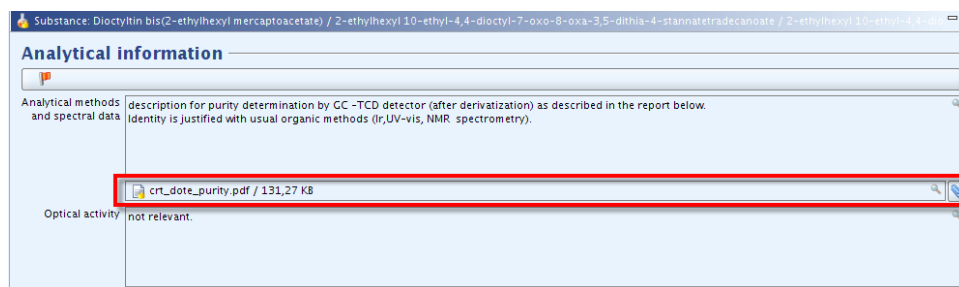 Substance: Dioctyltin bis(2-ethylhexyl mercaptoacetate) / 2-ethylhexyl 10-ethyl-4,4-dioctyl-7-oxo-8-oxa-3,5-dithia-4-stannatetradecanoate / 2-ethylhexyl 10-ethyl-4,4-dio
Analytical information
Analytical methods and spectral data
description for purity determination by GC -TCD detector (after derivatization) as described in the report below.
Identity is justified with usual organic methods (Ir,UV-vis, NMR spectrometry).
crt_dote_purity.pdf / 131,27 KB
Optical activity
not relevant.